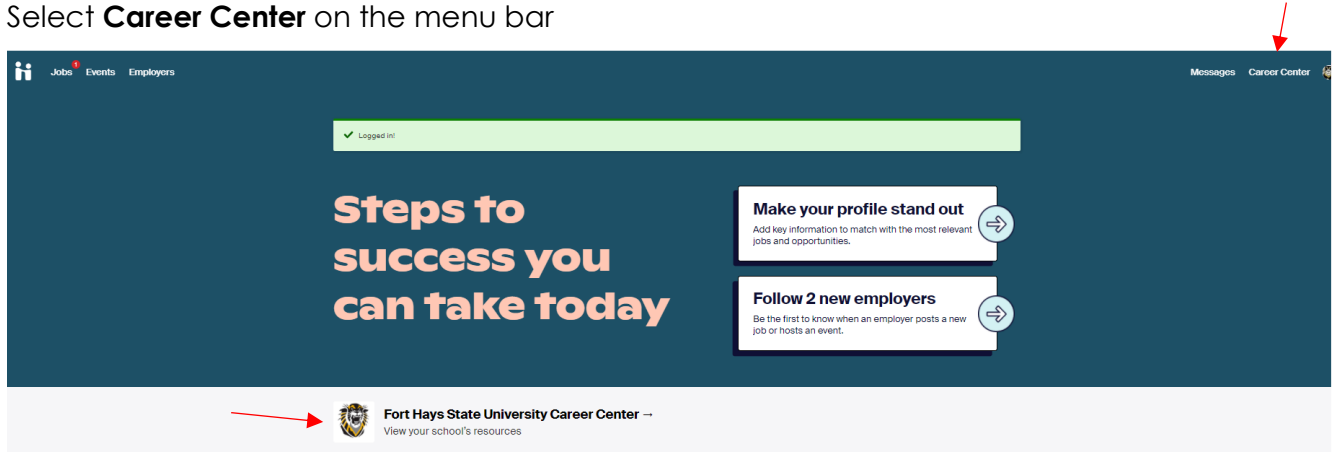 Select Career Center on the menu bar
Jobs 1 Events Employers
Messages Career Center
Logged in!
Steps to
success you
can take today
Make your profile stand out
Add key information to match with the most relevant
jobs and opportunities.
Follow 2 new employers
Be the first to know when an employer posts a new
job or hosts an event.
Fort Hays State University Career Center →
View your school's resources